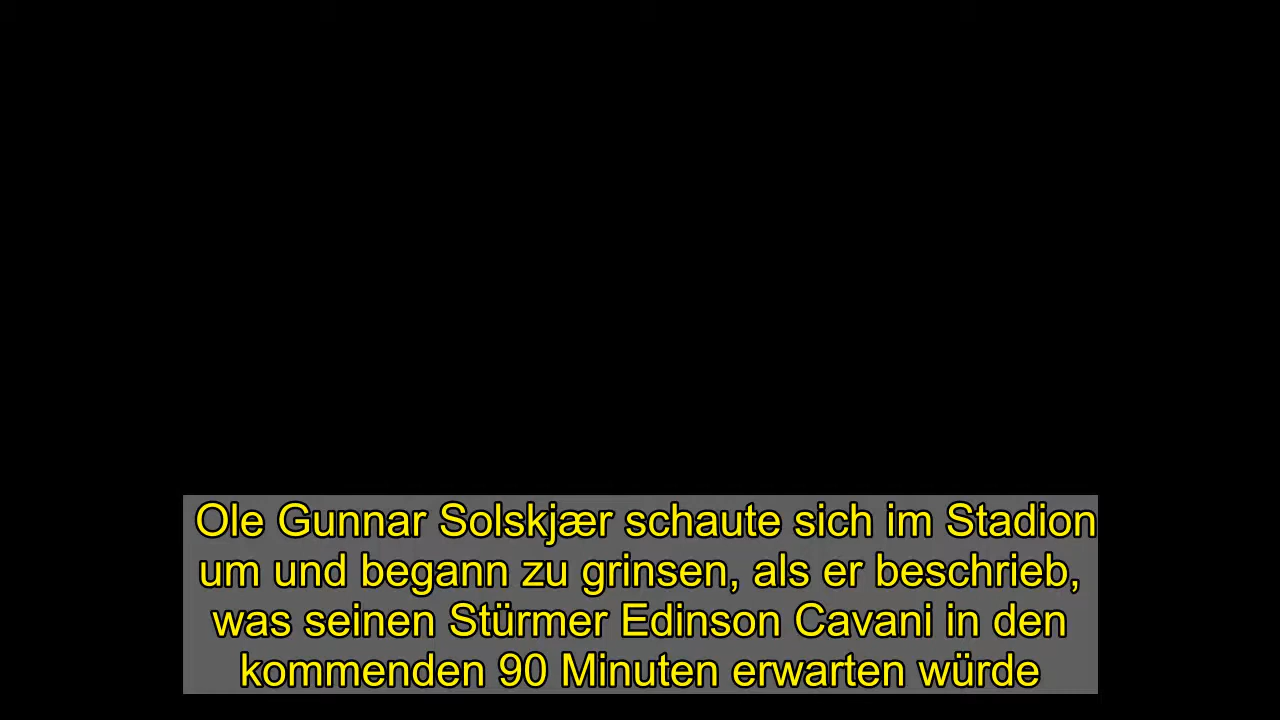 Ole Gunnar Solskjær schaute sich im Stadion
um und begann zu grinsen, als er beschrieb,
was seinen Stürmer Edinson Cavani in den
kommenden 90 Minuten erwarten würde